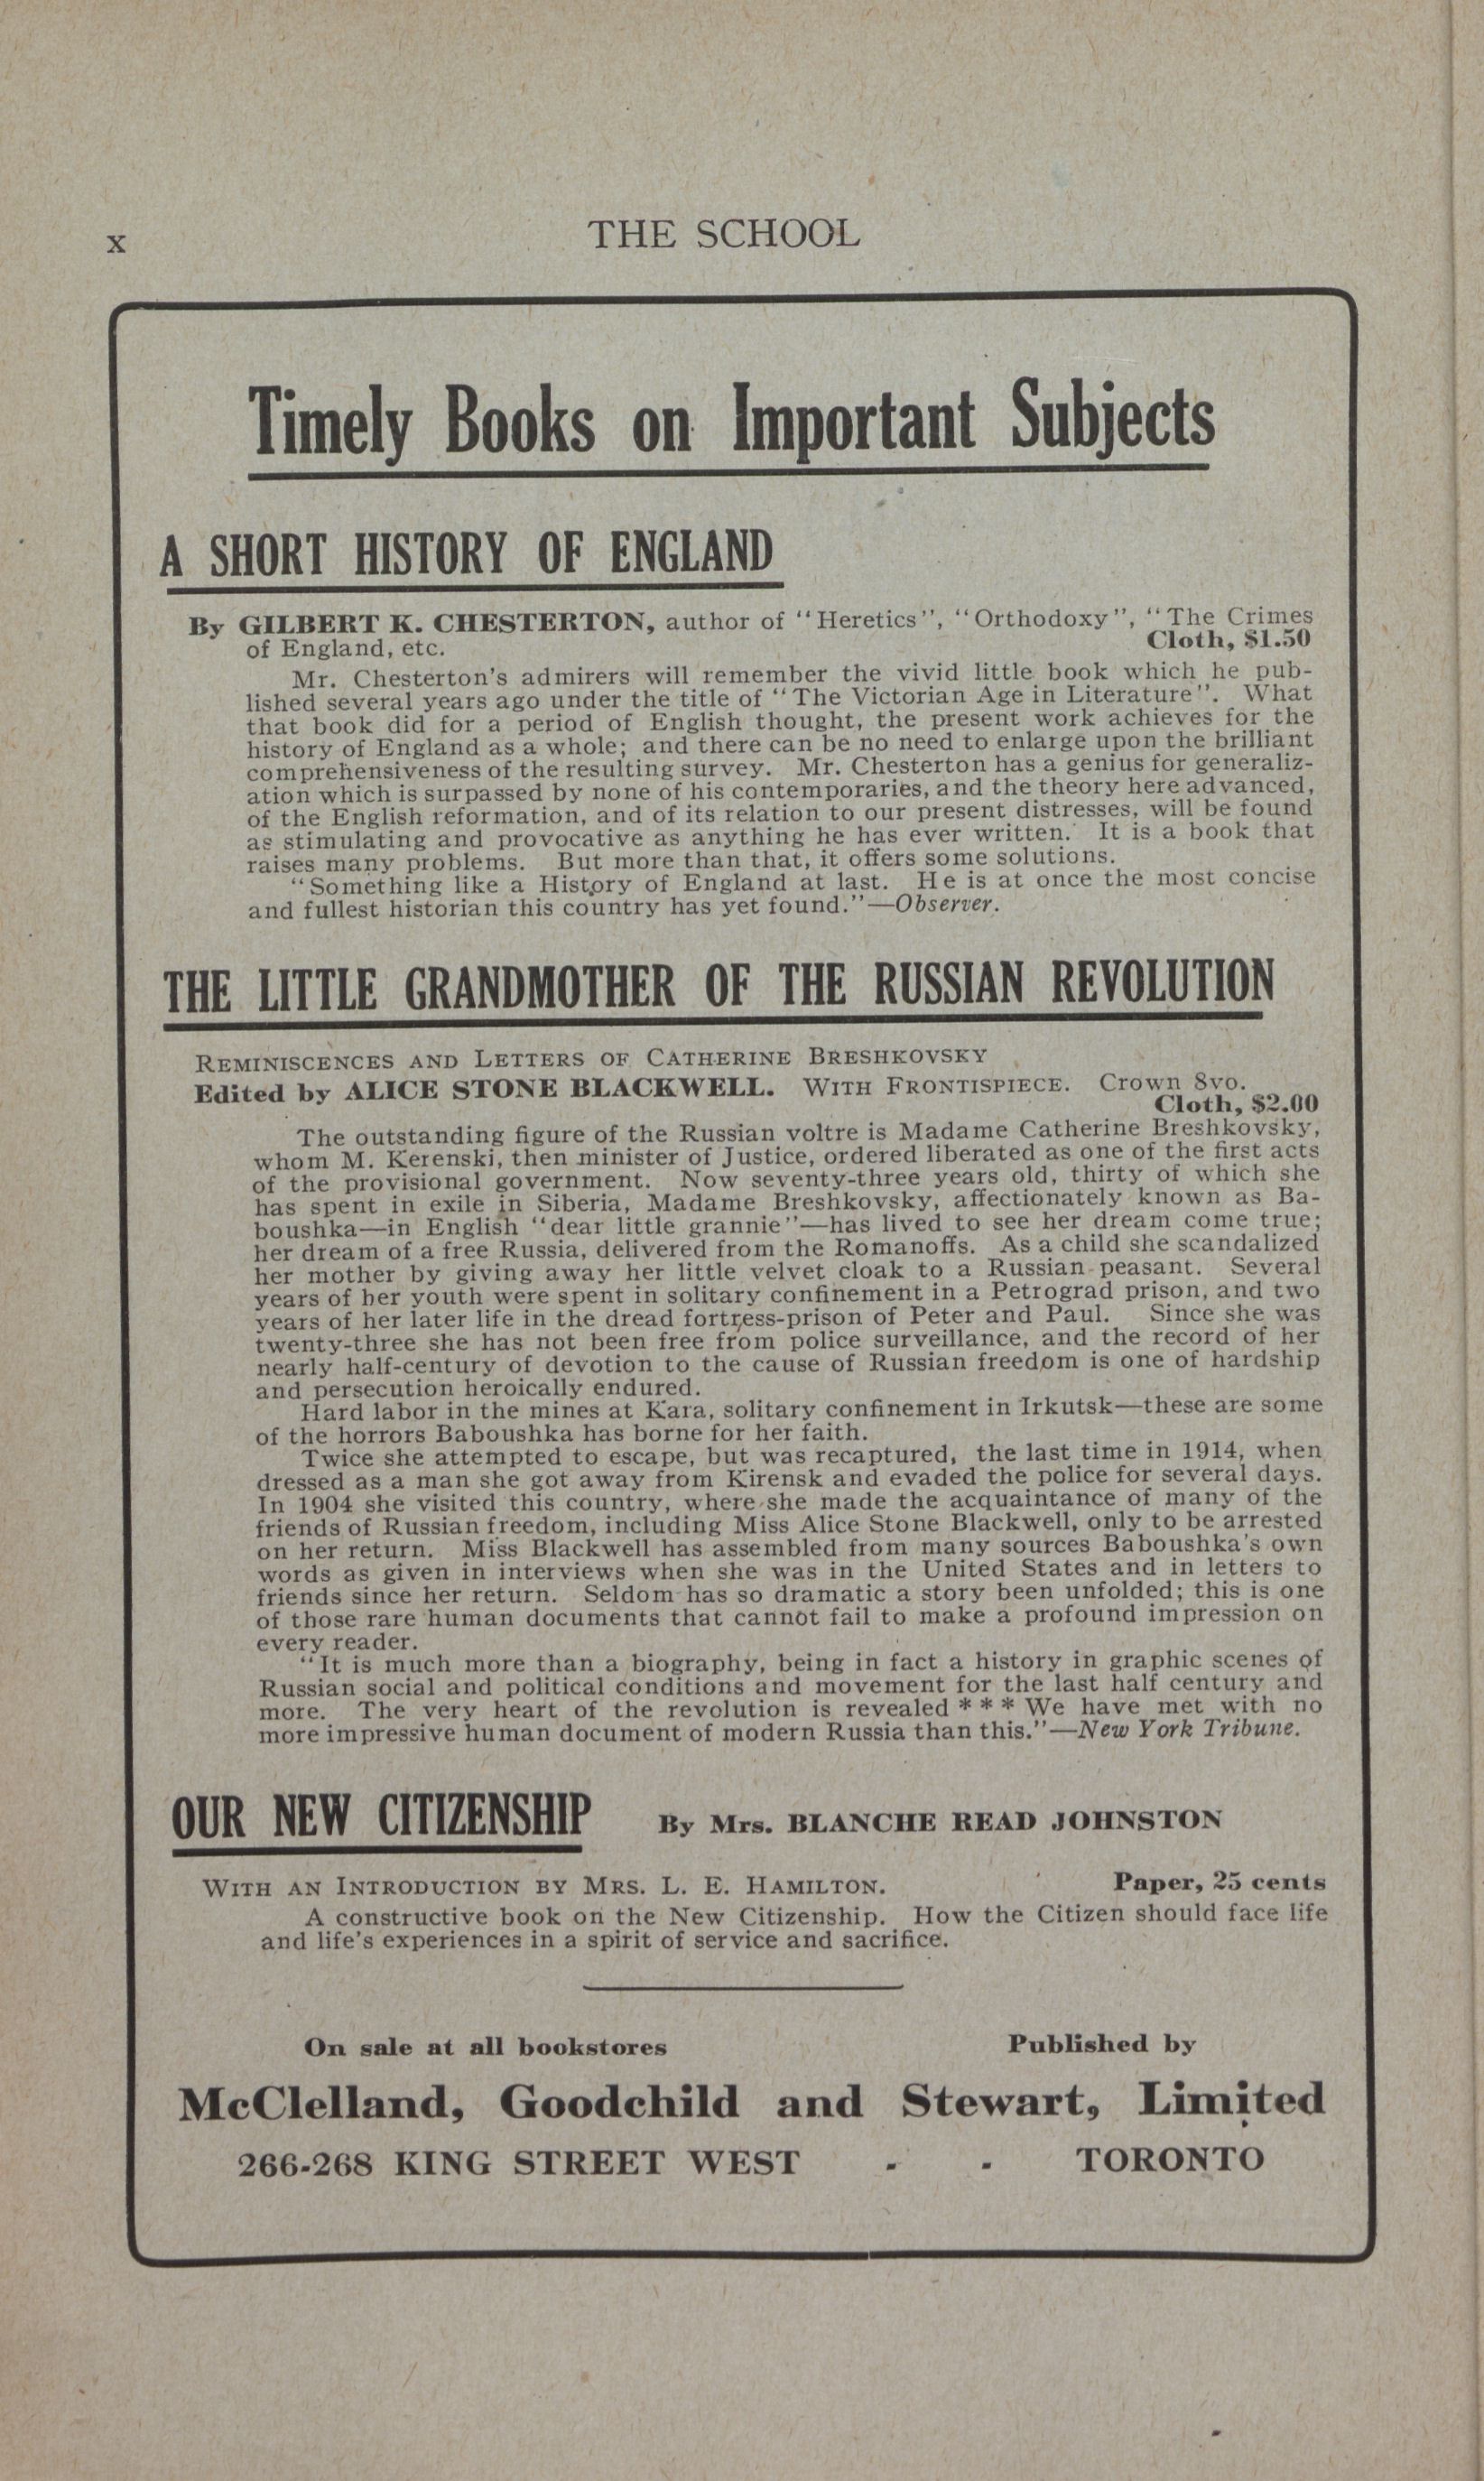 x
THE SCHOOL
Timely Books on Important Subjects
A SHORT HISTORY OF ENGLAND
By GILBERT K. CHESTERTON, author of "Heretics", "Orthodoxy", "The Crimes
of England, etc. Cloth, $1.50
Mr. Chesterton's admirers will remember the vivid little book which he pub-
lished several years ago under the title of "The Victorian Age in Literature". What
that book did for a period of English thought, the present work achieves for the
history of England as a whole; and there can be no need to enlarge upon the brilliant
comprehensiveness of the resulting survey. Mr. Chesterton has a genius for generaliz-
ation which is surpassed by none of his contemporaries, and the theory here advanced,
of the English reformation, and of its relation to our present distresses, will be found
as stimulating and provocative as anything he has ever written. It is a book that
raises many problems. But more than that, it offers some solutions.
"Something like a History of England at last. He is at once the most concise
and fullest historian this country has yet found."—Observer.
THE LITTLE GRANDMOTHER OF THE RUSSIAN REVOLUTION
REMINISCENCES AND LETTERS OF CATHERINE BRESHKOVSKY
Edited by ALICE STONE BLACKWELL. WITH FRONTISPIECE. Crown 8vo.
Cloth, $2.00
The outstanding figure of the Russian voltre is Madame Catherine Breshkovsky,
whom M. Kerenski, then minister of Justice, ordered liberated as one of the first acts
of the provisional government. Now seventy-three years old, thirty of which she
has spent in exile in Siberia, Madame Breshkovsky, affectionately known as Ba-
boushka—in English "dear little grannie"—has lived to see her dream come true;
her dream of a free Russia, delivered from the Romanoffs. As a child she scandalized
her mother by giving away her little velvet cloak to a Russian peasant. Several
years of her youth were spent in solitary confinement in a Petrograd prison, and two
years of her later life in the dread fortress-prison of Peter and Paul. Since she was
twenty-three she has not been free from police surveillance, and the record of her
nearly half-century of devotion to the cause of Russian freedom is one of hardship
and persecution heroically endured.
Hard labor in the mines at Kara, solitary confinement in Irkutsk—these are some
of the horrors Baboushka has borne for her faith.
Twice she attempted to escape, but was recaptured, the last time in 1914, when
dressed as a man she got away from Kirensk and evaded the police for several days.
In 1904 she visited this country, where she made the acquaintance of many of the
friends of Russian freedom, including Miss Alice Stone Blackwell, only to be arrested
on her return. Miss Blackwell has assembled from many sources Baboushka's own
words as given in interviews when she was in the United States and in letters to
friends since her return. Seldom has so dramatic a story been unfolded; this is one
of those rare human documents that cannot fail to make a profound impression on
every reader.
"It is much more than a biography, being in fact a history in graphic scenes of
Russian social and political conditions and movement for the last half century and
more. The very heart of the revolution is revealed * * * We have met with no
more impressive human document of modern Russia than this."—New York Tribune.
OUR NEW CITIZENSHIP By Mrs. BLANCHE READ JOHNSTON
WITH AN INTRODUCTION BY MRS. L. E. HAMILTON. Paper, 25 cents
A constructive book on the New Citizenship. How the Citizen should face life
and life's experiences in a spirit of service and sacrifice.
On sale at all bookstores Published by
McClelland, Goodchild and Stewart, Limited
266-268 KING STREET WEST - - TORONTO